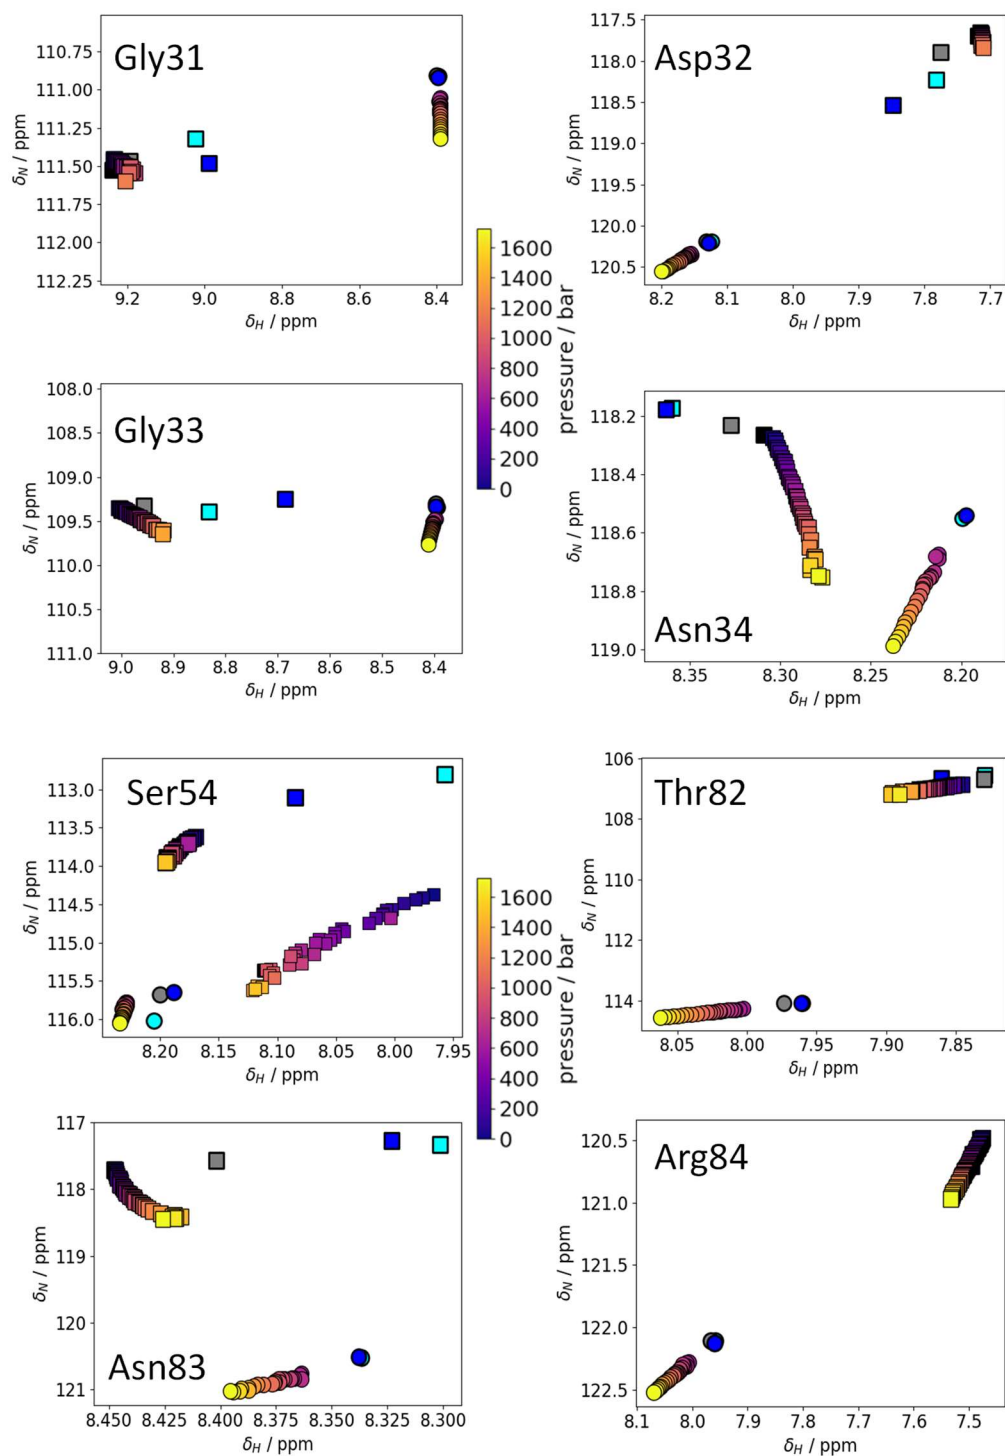 Gly31
110.75
111.00
111.25
111.50
111.75
112.00
112.25
9.2 9.0 8.8 8.6 8.4
δN / ppm
δH / ppm
Asp32
117.5
118.0
118.5
119.0
119.5
120.0
120.5
8.2 8.1 8.0 7.9 7.8 7.7
δN / ppm
δH / ppm
1600
1400
1200
1000
800
600
400
200
0
pressure / bar
Gly33
108.0
108.5
109.0
109.5
110.0
110.5
111.0
9.0 8.9 8.8 8.7 8.6 8.5 8.4
δN / ppm
δH / ppm
Asn34
118.2
118.4
118.6
118.8
119.0
8.35 8.30 8.25 8.20
δN / ppm
δH / ppm
Ser54
113.0
113.5
114.0
114.5
115.0
115.5
116.0
8.20 8.15 8.10 8.05 8.00 7.95
δN / ppm
δH / ppm
Thr82
106
108
110
112
114
8.05 8.00 7.95 7.90 7.85
δN / ppm
δH / ppm
1600
1400
1200
1000
800
600
400
200
0
pressure / bar
Asn83
117
118
119
120
121
8.450 8.425 8.400 8.375 8.350 8.325 8.300
δN / ppm
δH / ppm
Arg84
120.5
121.0
121.5
122.0
122.5
8.1 8.0 7.9 7.8 7.7 7.6 7.5
δN / ppm
δH / ppm